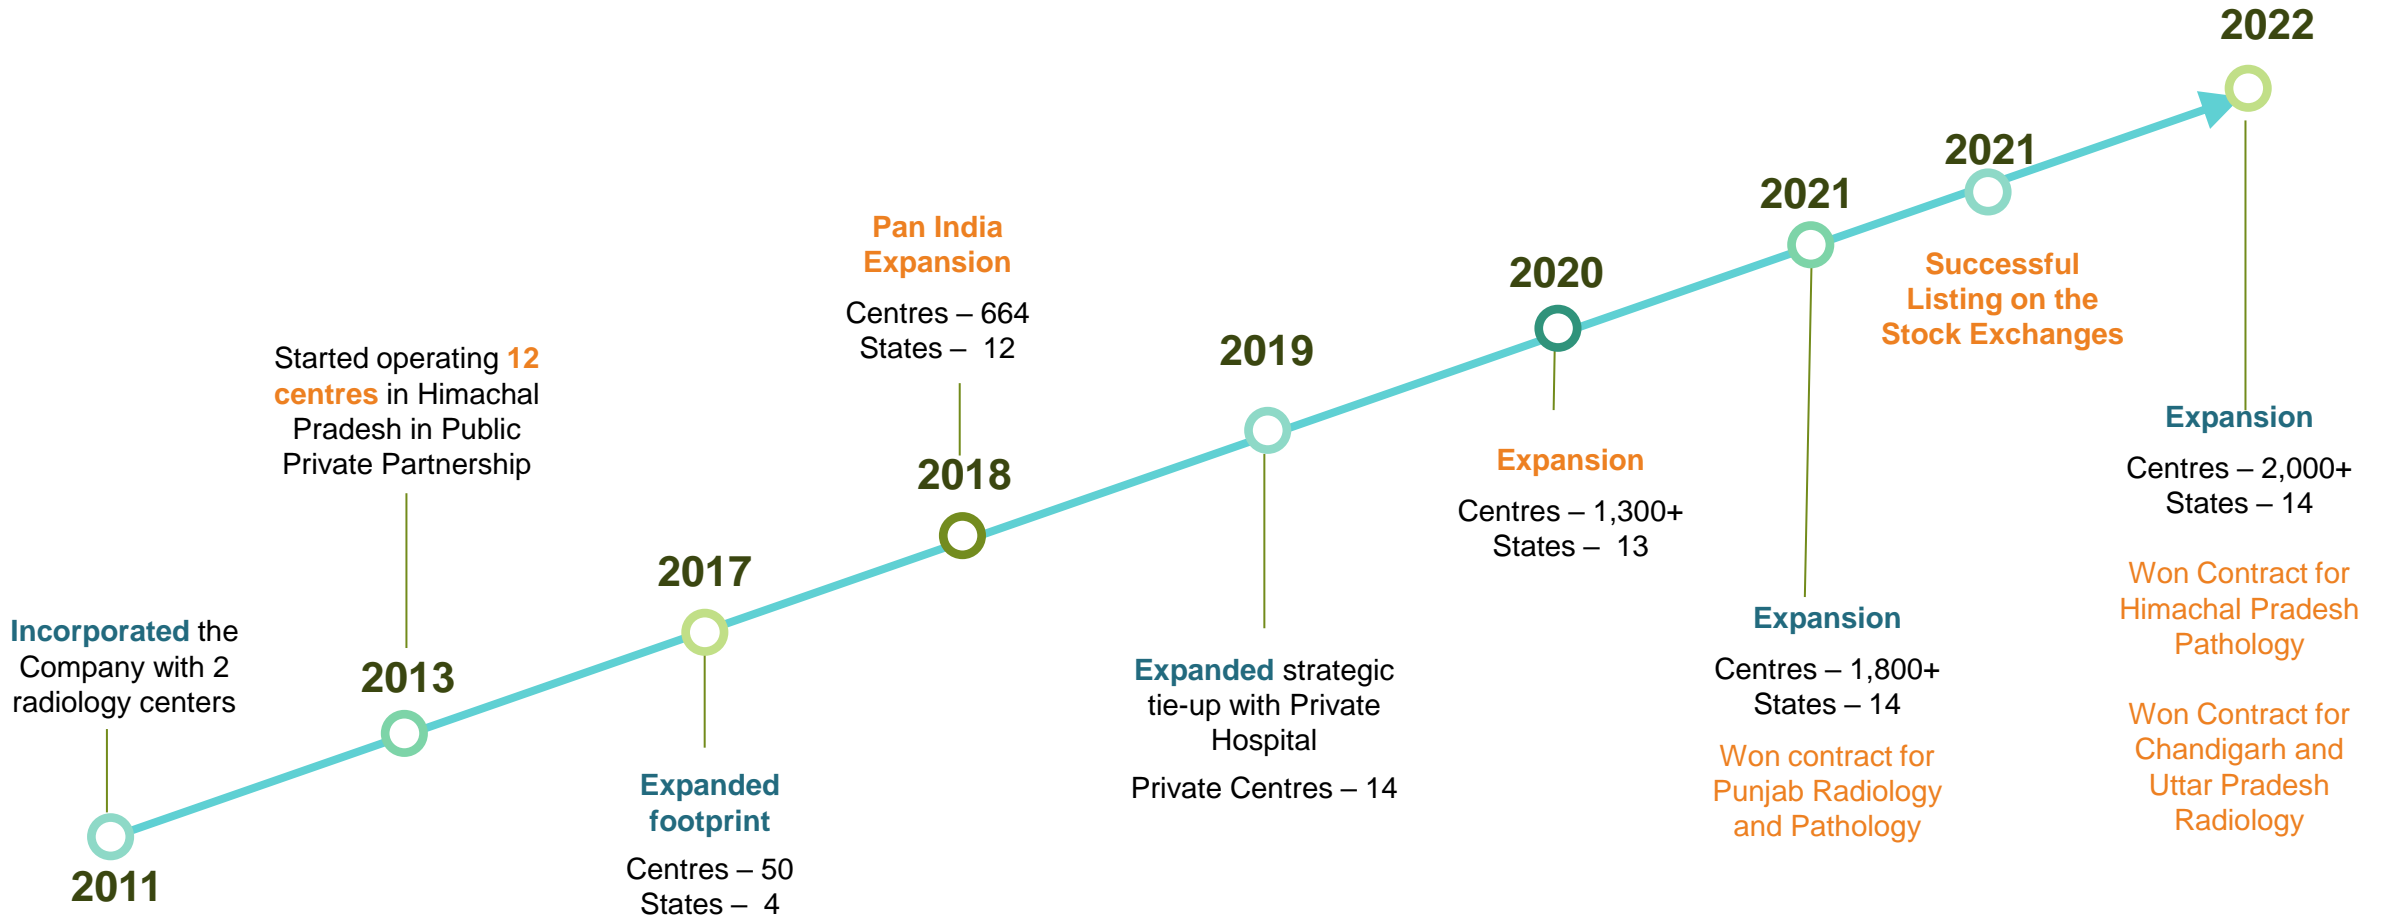 Incorporated the
Company with 2
radiology centers
2011
Started operating 12
centres in Himachal
Pradesh in Public
Private Partnership
2013
2017
Expanded
footprint
Centres – 50
States – 4
Pan India
Expansion
Centres – 664
States – 12
2018
2019
Expanded strategic
tie-up with Private
Hospital
Private Centres – 14
2020
Expansion
Centres – 1,300+
States – 13
2021
Expansion
Centres – 1,800+
States – 14
Won contract for
Punjab Radiology
and Pathology
2021
Successful
Listing on the
Stock Exchanges
2022
Expansion
Centres – 2,000+
States – 14
Won Contract for
Himachal Pradesh
Pathology
Won Contract for
Chandigarh and
Uttar Pradesh
Radiology